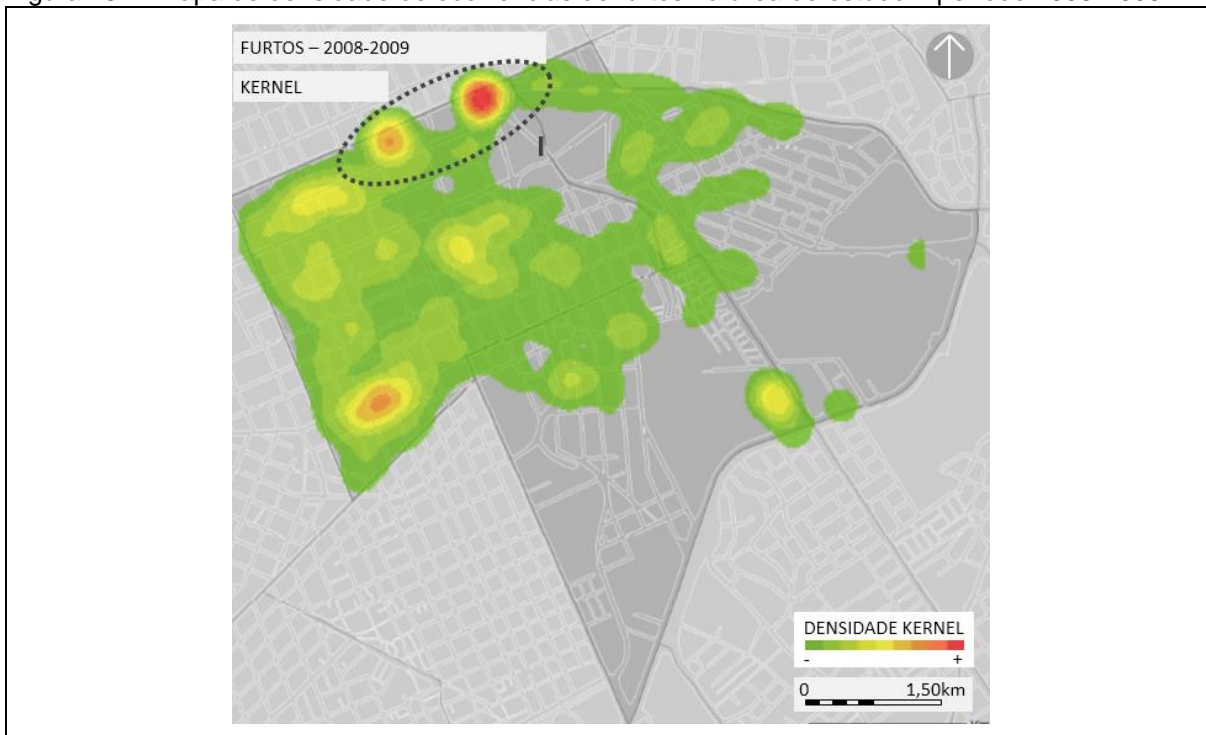 FURTOS – 2008-2009
KERNEL
I
DENSIDADE KERNEL
- +
0 1,50km